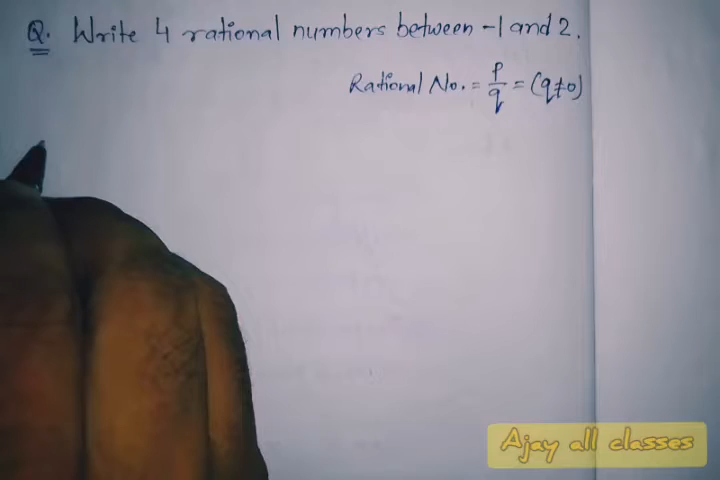 Q. Write 4 rational numbers between -1 and 2.
Rational No. = p/q = (q≠0)
Ajay all classes